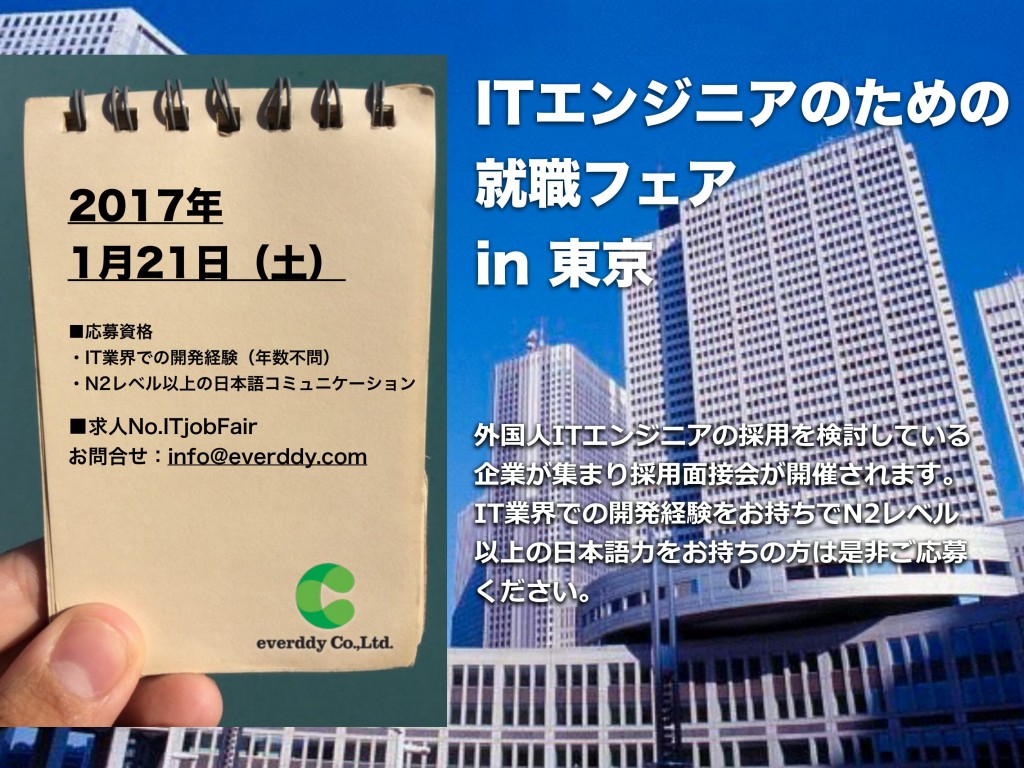 2017年
1月21日（土）
■応募資格
・IT業界での開発経験（年数不問）
・N2レベル以上の日本語コミュニケーション
■求人No.ITjobFair
お問合せ：info@everddy.com
everddy Co.,Ltd.
ITエンジニアのための
就職フェア
in 東京
外国人ITエンジニアの採用を検討している
企業が集まり採用面接会が開催されます。
IT業界での開発経験をお持ちでN2レベル
以上の日本語力をお持ちの方は是非ご応募
ください。